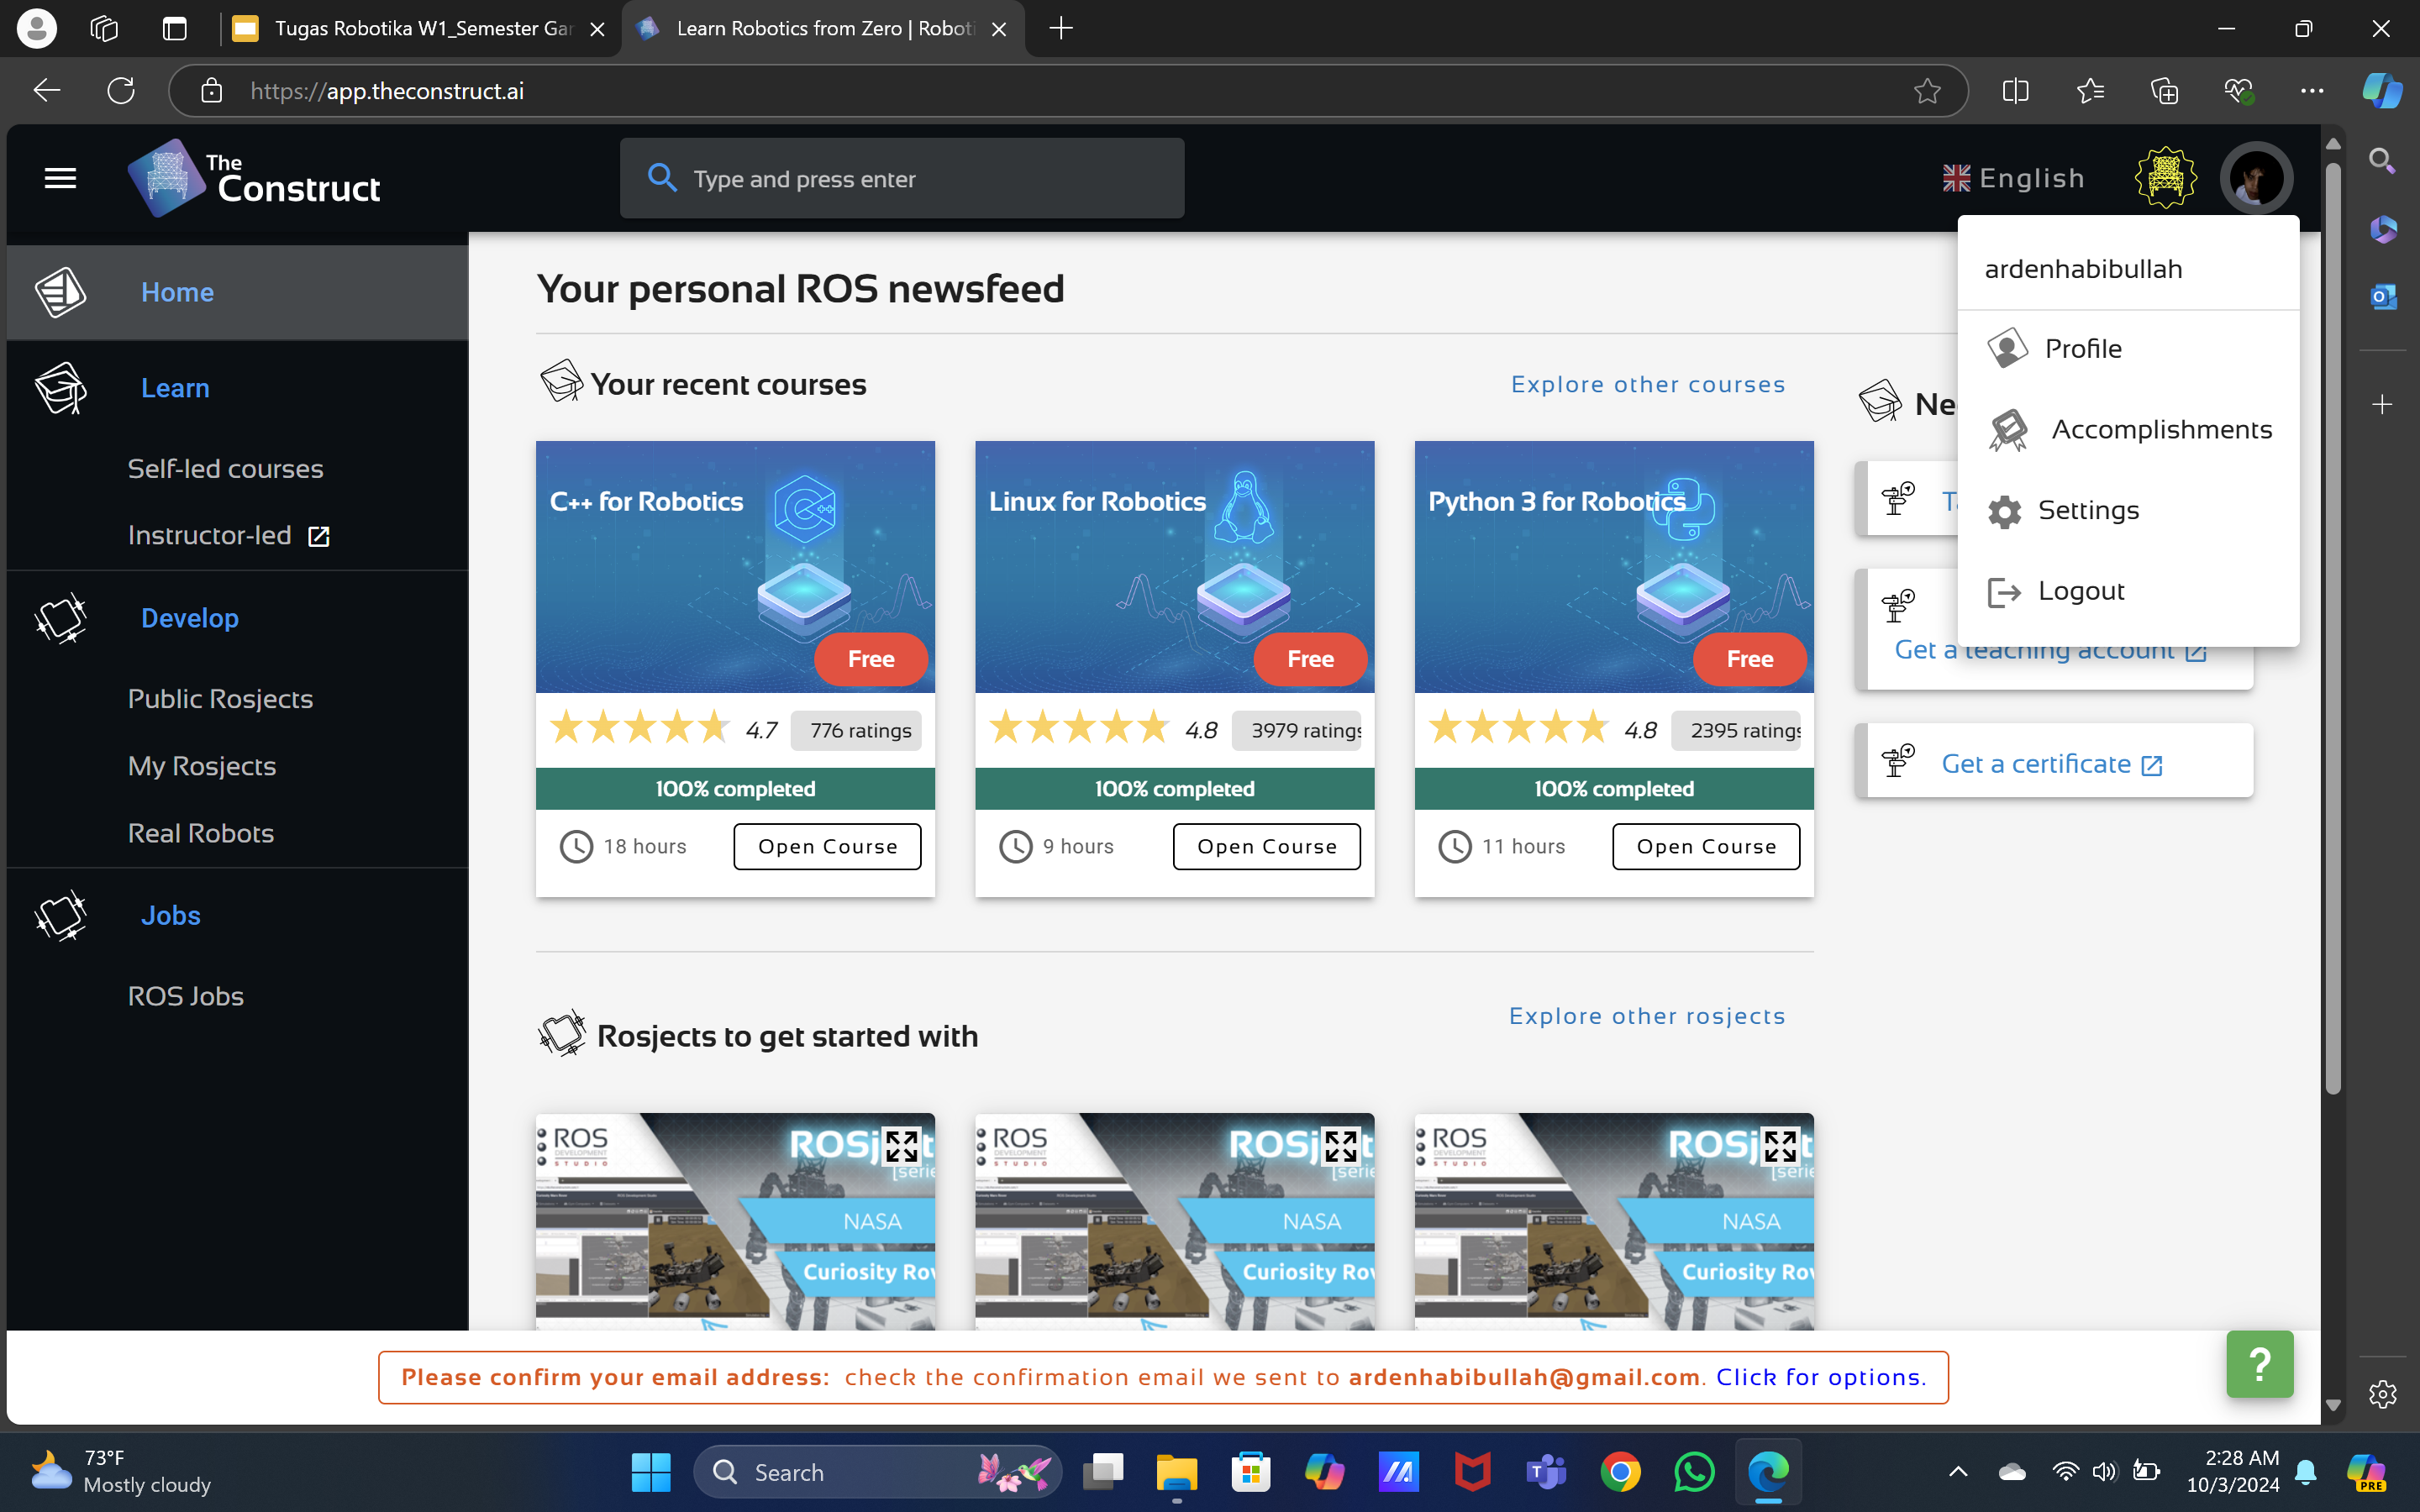 Tugas Robotika W1_Semester Gar
Learn Robotics from Zero | Roboti
https://app.theconstruct.ai
The
Construct
Type and press enter
English
ardenhabibullah
Profile
Accomplishments
Settings
Logout
Home
Learn
Self-led courses
Instructor-led
Develop
Public Rosjects
My Rosjects
Real Robots
Jobs
ROS Jobs
Your personal ROS newsfeed
Your recent courses
Explore other courses
C++ for Robotics
Free
4.7 776 ratings
100% completed
18 hours
Open Course
Linux for Robotics
Free
4.8 3979 ratings
100% completed
9 hours
Open Course
Python 3 for Robotics
Free
4.8 2395 ratings
100% completed
11 hours
Open Course
Ne
Ta
Get a teaching account
Get a certificate
Rosjects to get started with
Explore other rosjects
ROS
DEVELOPMENT
STUDIO
ROSj t
[serie
NASA
Curiosity Rov
ROS
DEVELOPMENT
STUDIO
ROSj t
[serie
NASA
Curiosity Rov
ROS
DEVELOPMENT
STUDIO
ROSj t
[serie
NASA
Curiosity Rov
Please confirm your email address: check the confirmation email we sent to ardenhabibullah@gmail.com. Click for options.
?
73°F
Mostly cloudy
Search
2:28 AM
10/3/2024
PRE